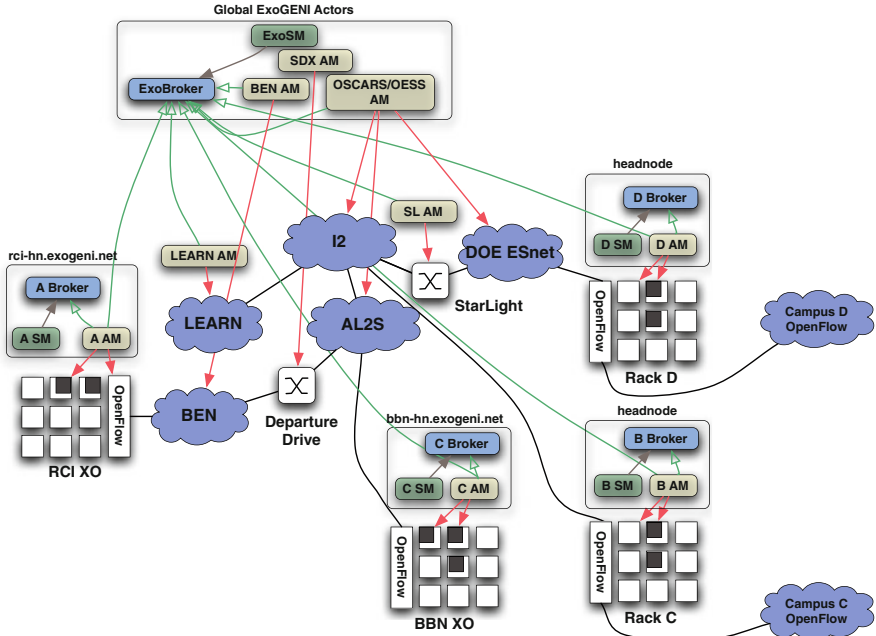 Global ExoGENI Actors
ExoSM
SDX AM
ExoBroker
BEN AM
OSCARS/OESS
AM
headnode
D Broker
SL AM
I2
D SM
D AM
DOE ESnet
rci-hn.exogeni.net
LEARN AM
A Broker
StarLight
OpenFlow
Campus D
OpenFlow
LEARN
AL2S
A SM
A AM
Rack D
OpenFlow
BEN
Departure
Drive
RCI XO
bbn-hn.exogeni.net
C Broker
headnode
B Broker
C SM
C AM
B SM
B AM
OpenFlow
OpenFlow
BBN XO
Rack C
Campus C
OpenFlow